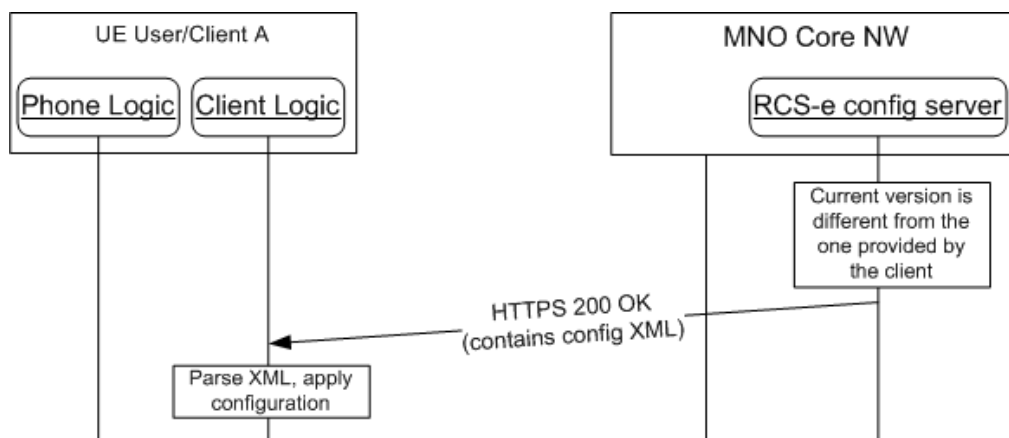 UE User/Client A
MNO Core NW
Phone Logic
Client Logic
RCS-e config server
Current version is
different from the
one provided by
the client
HTTPS 200 OK
(contains config XML)
Parse XML, apply
configuration